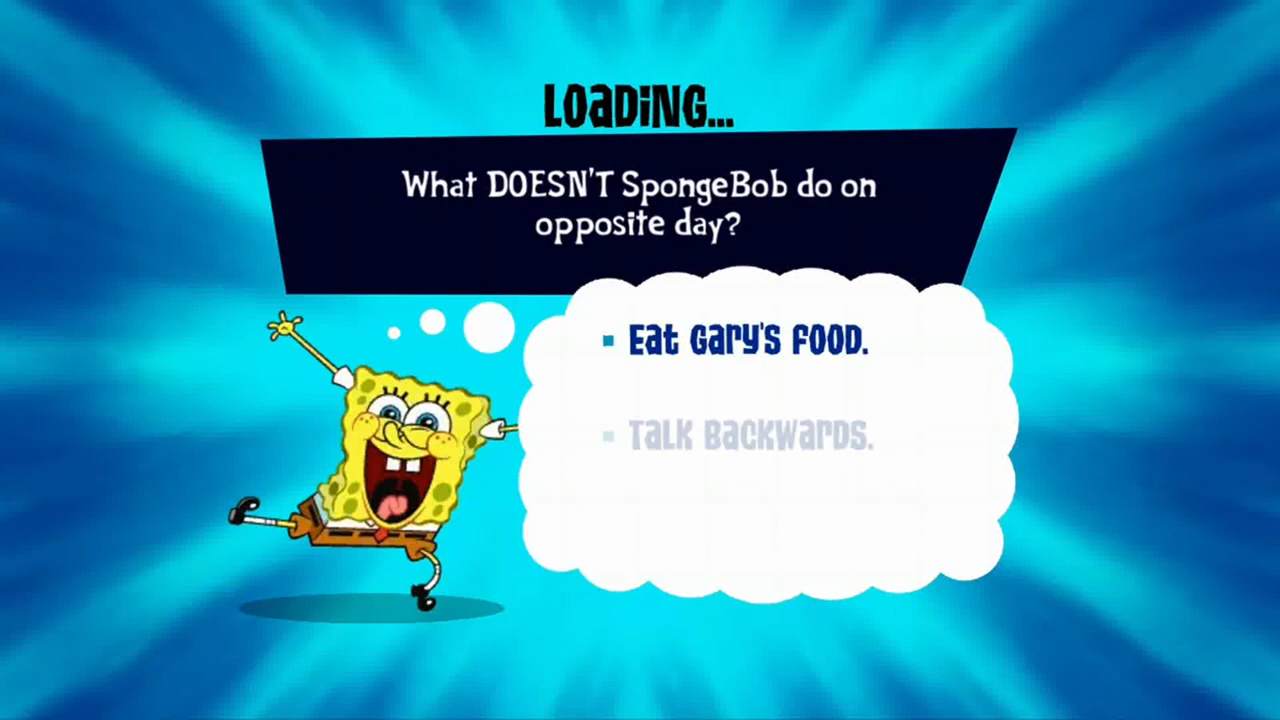 LOADING...
What DOESN'T SpongeBob do on
opposite day?
▪ Eat Gary's food.
▪ Talk backwards.